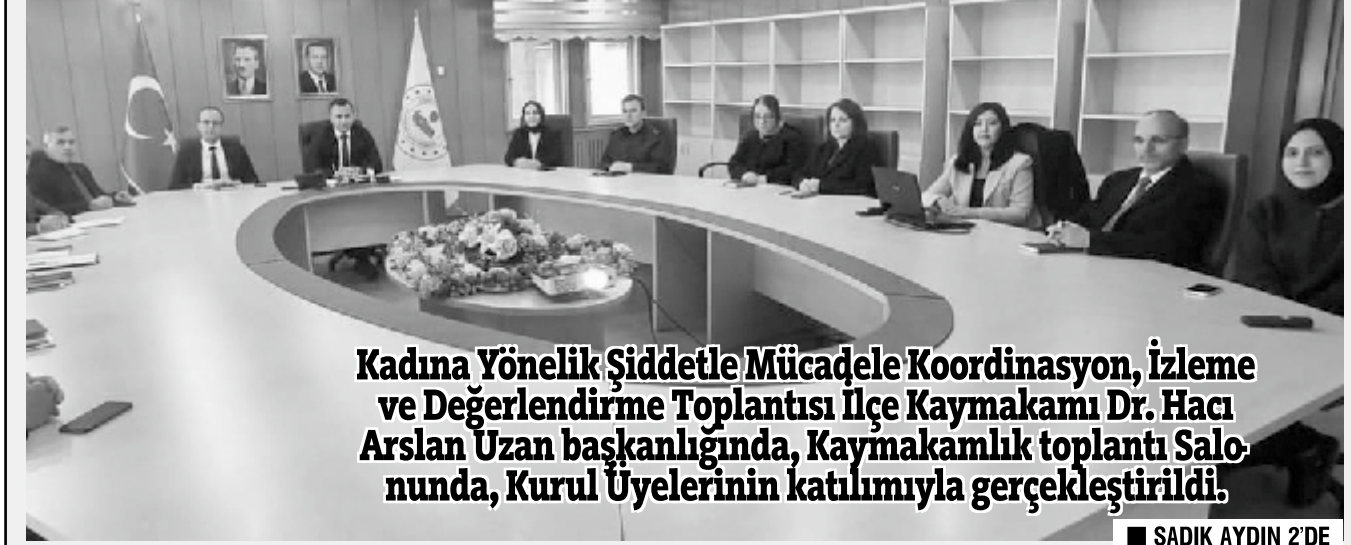 Kadına Yönelik Şiddetle Mücadele Koordinasyon, İzleme
ve Değerlendirme Toplantısı İlçe Kaymakamı Dr. Hacı
Arslan Uzan başkanlığında, Kaymakamlık toplantı Salo-
nunda, Kurul Üyelerinin katılımıyla gerçekleştirildi.
■ SADIK AYDIN 2'DE